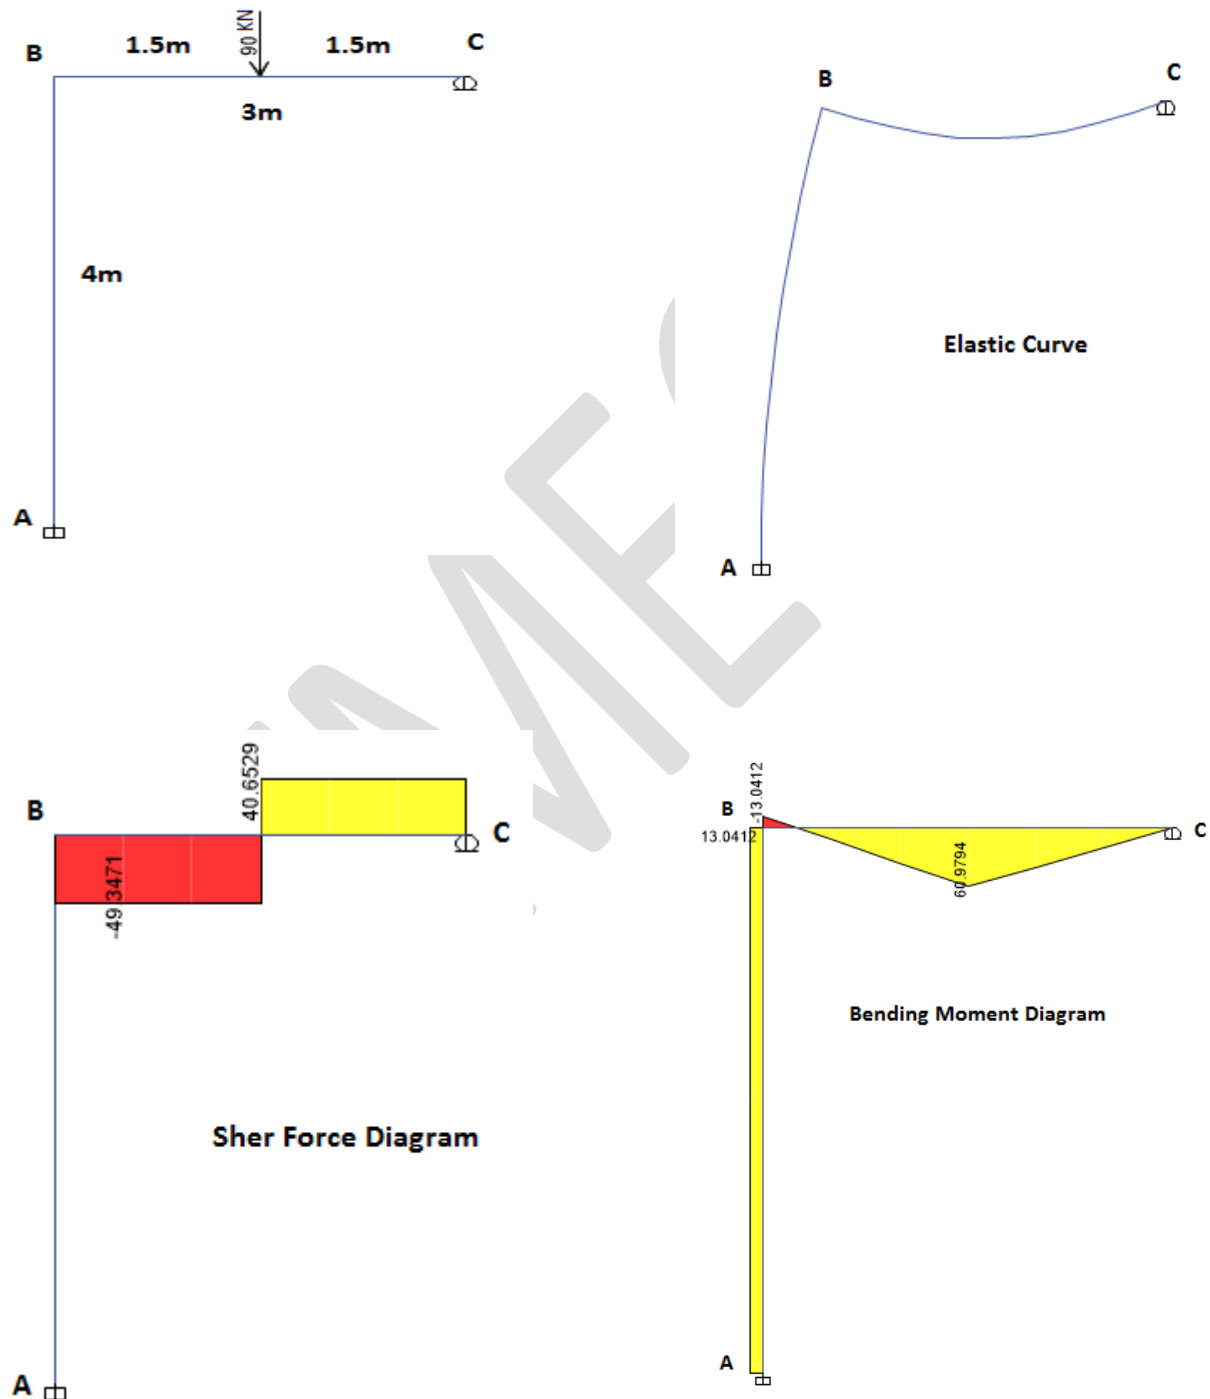 B 1.5m 90 KN 1.5m C
3m
4m
A
B
C
Elastic Curve
A
B
40.6529
C
-49.3471
Sher Force Diagram
A
B
-13.0412
13.0412
C
60.9794
Bending Moment Diagram
A